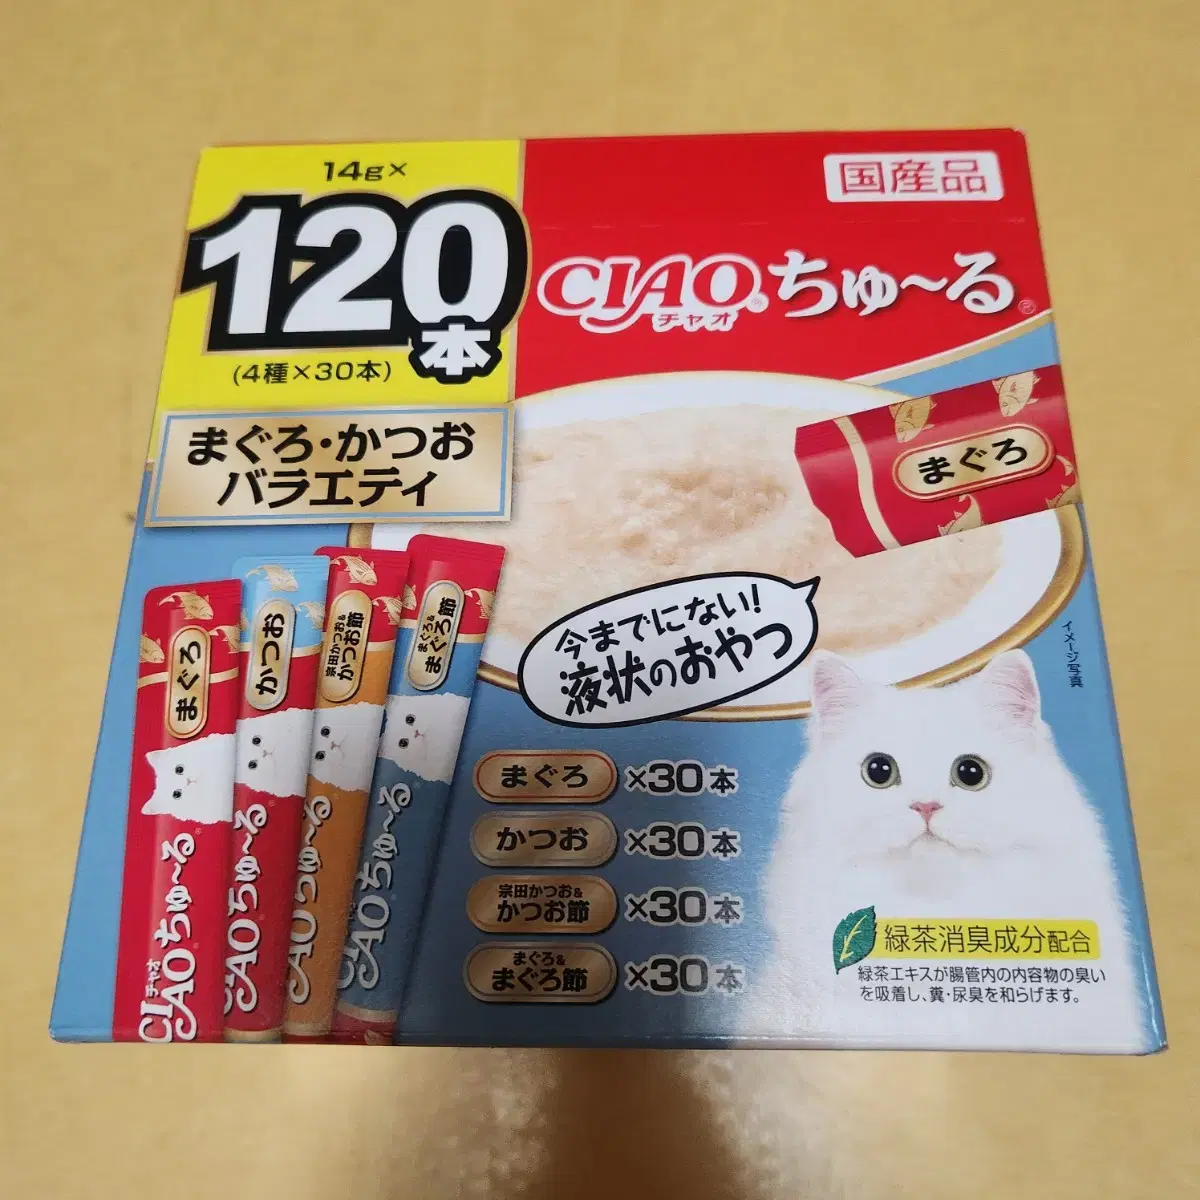 14g×
120本
(4種×30本)
国産品
CIAO®ちゅ〜る®
チャオ
まぐろ・かつお
バラエティ
まぐろ
今までにない!
液状のおやつ
イメージ写真
まぐろ
CIAOちゅ〜る®
チャオ
かつお
CIAOちゅ〜る
宗田かつお&
かつお節
CIAOちゅ〜る
まぐろ&
まぐろ節
CIAOちゅ〜る
まぐろ ×30本
かつお ×30本
宗田かつお&
かつお節 ×30本
まぐろ&
まぐろ節 ×30本
緑茶消臭成分配合
緑茶エキスが腸管内の内容物の臭い
を吸着し、糞・尿臭を和らげます。